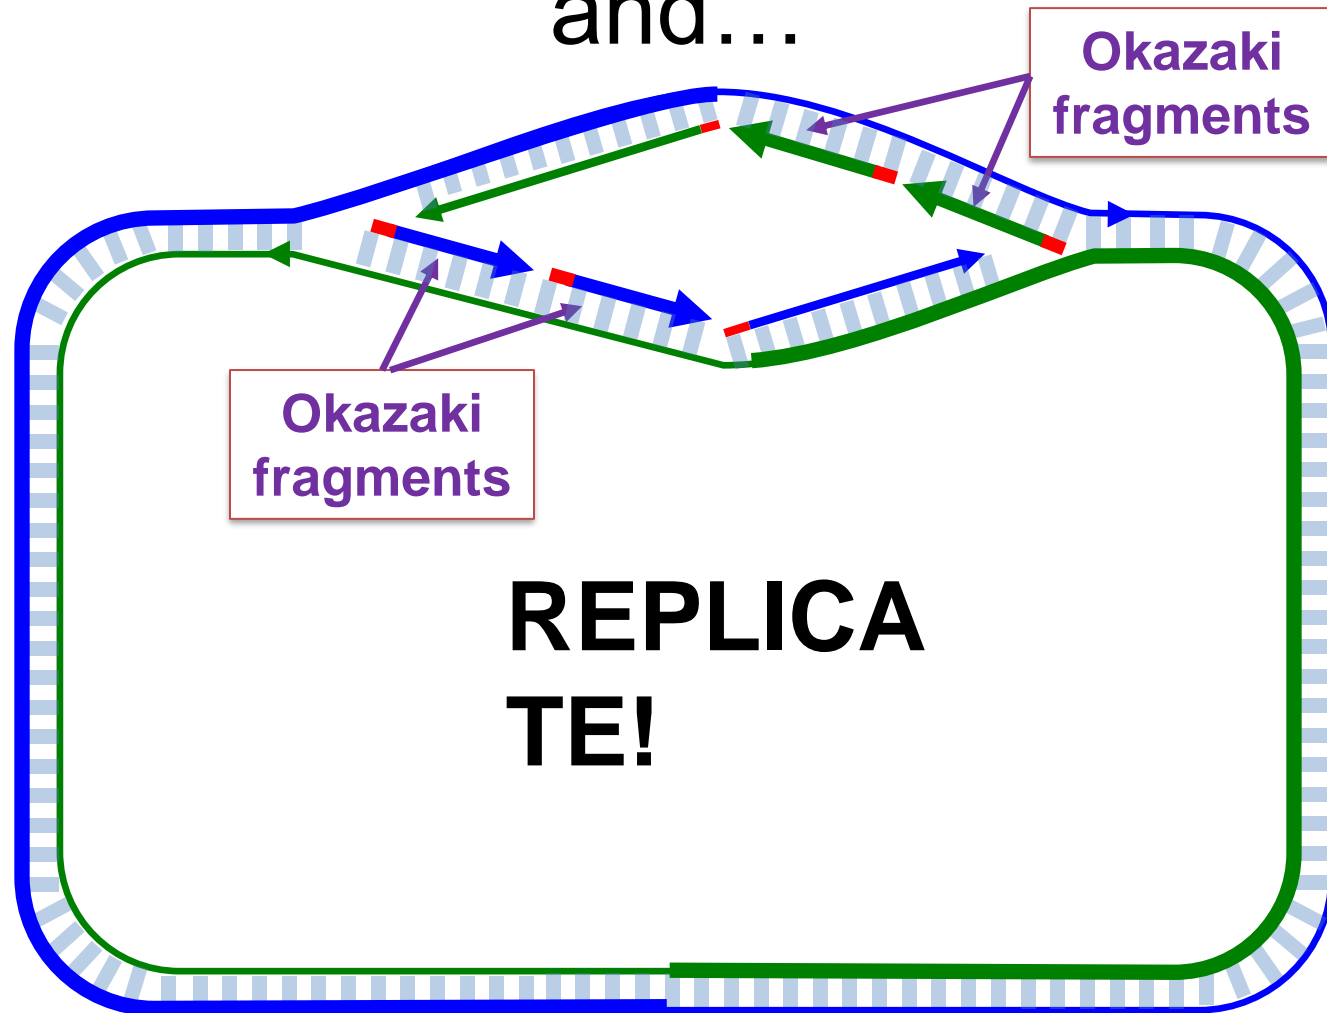 and…
Okazaki
fragments
Okazaki
fragments
REPLICA
TE!